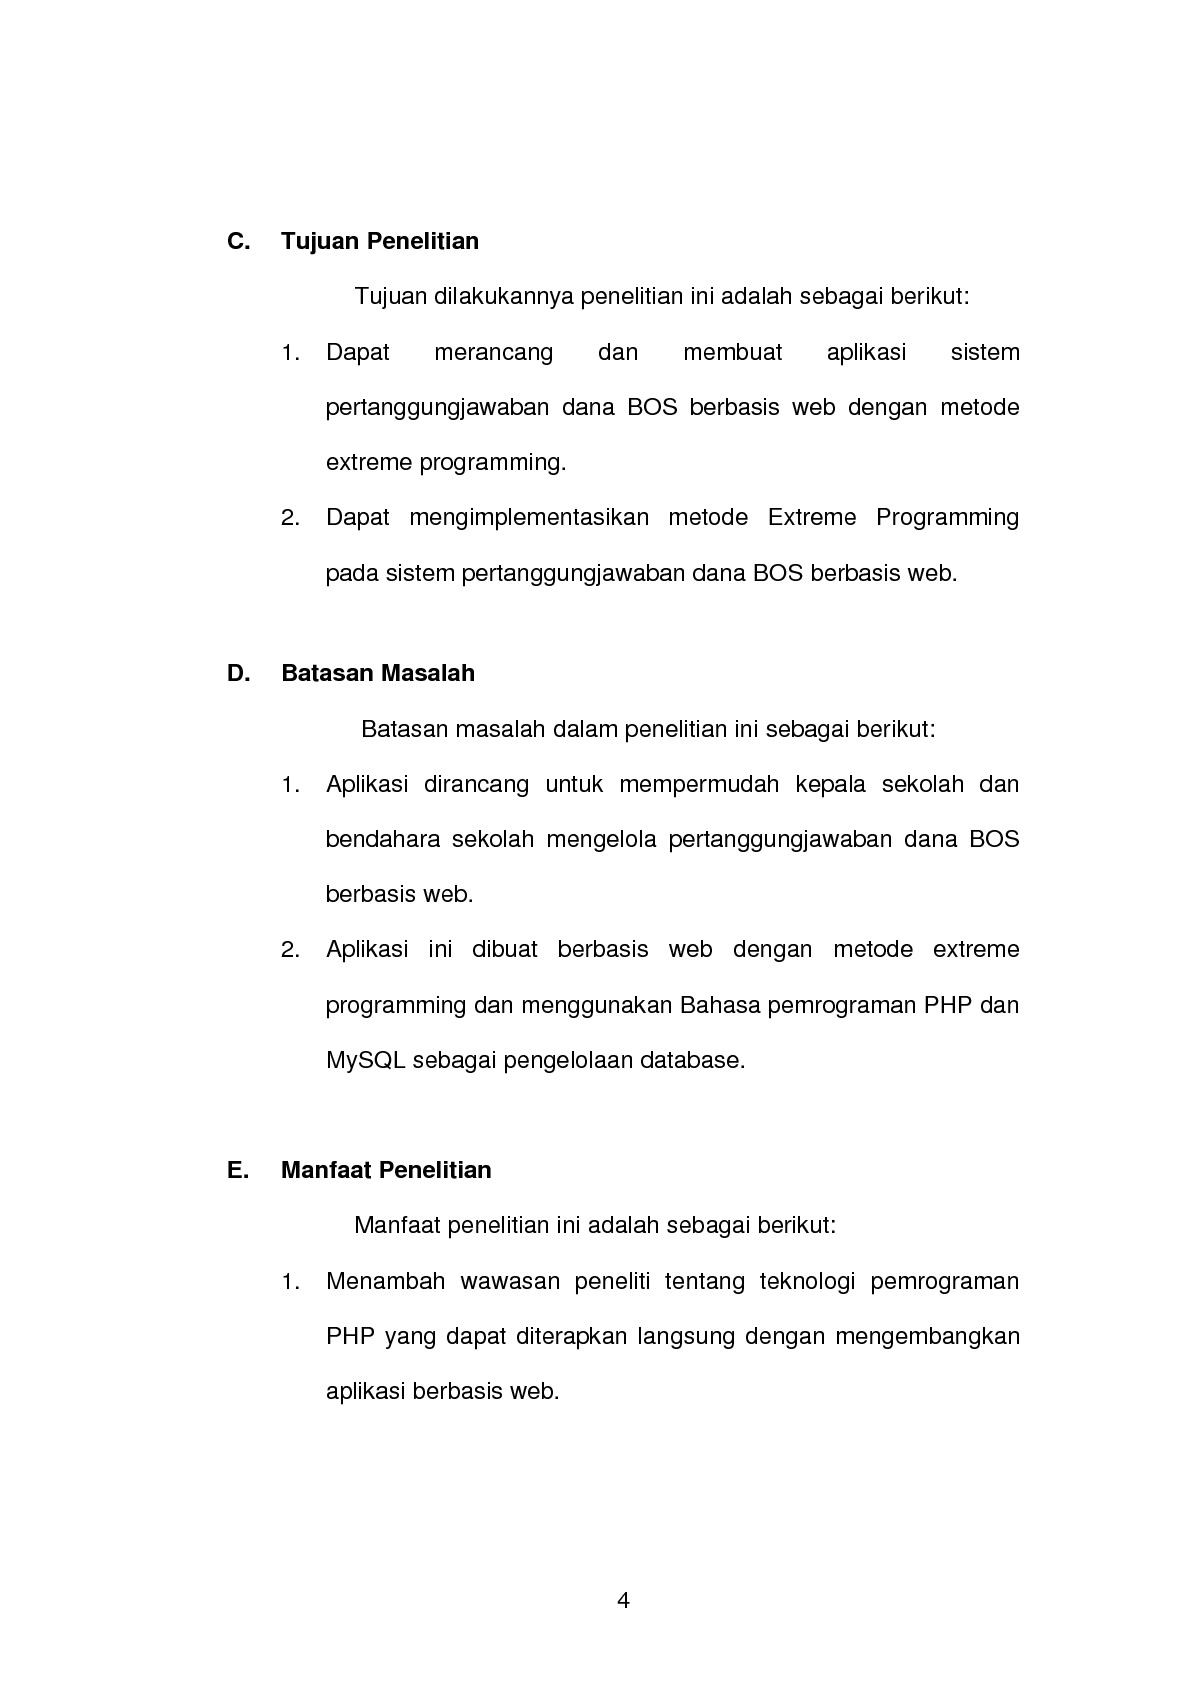 C. Tujuan Penelitian
Tujuan dilakukannya penelitian ini adalah sebagai berikut:
1. Dapat merancang dan membuat aplikasi sistem
pertanggungjawaban dana BOS berbasis web dengan metode
extreme programming.
2. Dapat mengimplementasikan metode Extreme Programming
pada sistem pertanggungjawaban dana BOS berbasis web.
D. Batasan Masalah
Batasan masalah dalam penelitian ini sebagai berikut:
1. Aplikasi dirancang untuk mempermudah kepala sekolah dan
bendahara sekolah mengelola pertanggungjawaban dana BOS
berbasis web.
2. Aplikasi ini dibuat berbasis web dengan metode extreme
programming dan menggunakan Bahasa pemrograman PHP dan
MySQL sebagai pengelolaan database.
E. Manfaat Penelitian
Manfaat penelitian ini adalah sebagai berikut:
1. Menambah wawasan peneliti tentang teknologi pemrograman
PHP yang dapat diterapkan langsung dengan mengembangkan
aplikasi berbasis web.
4